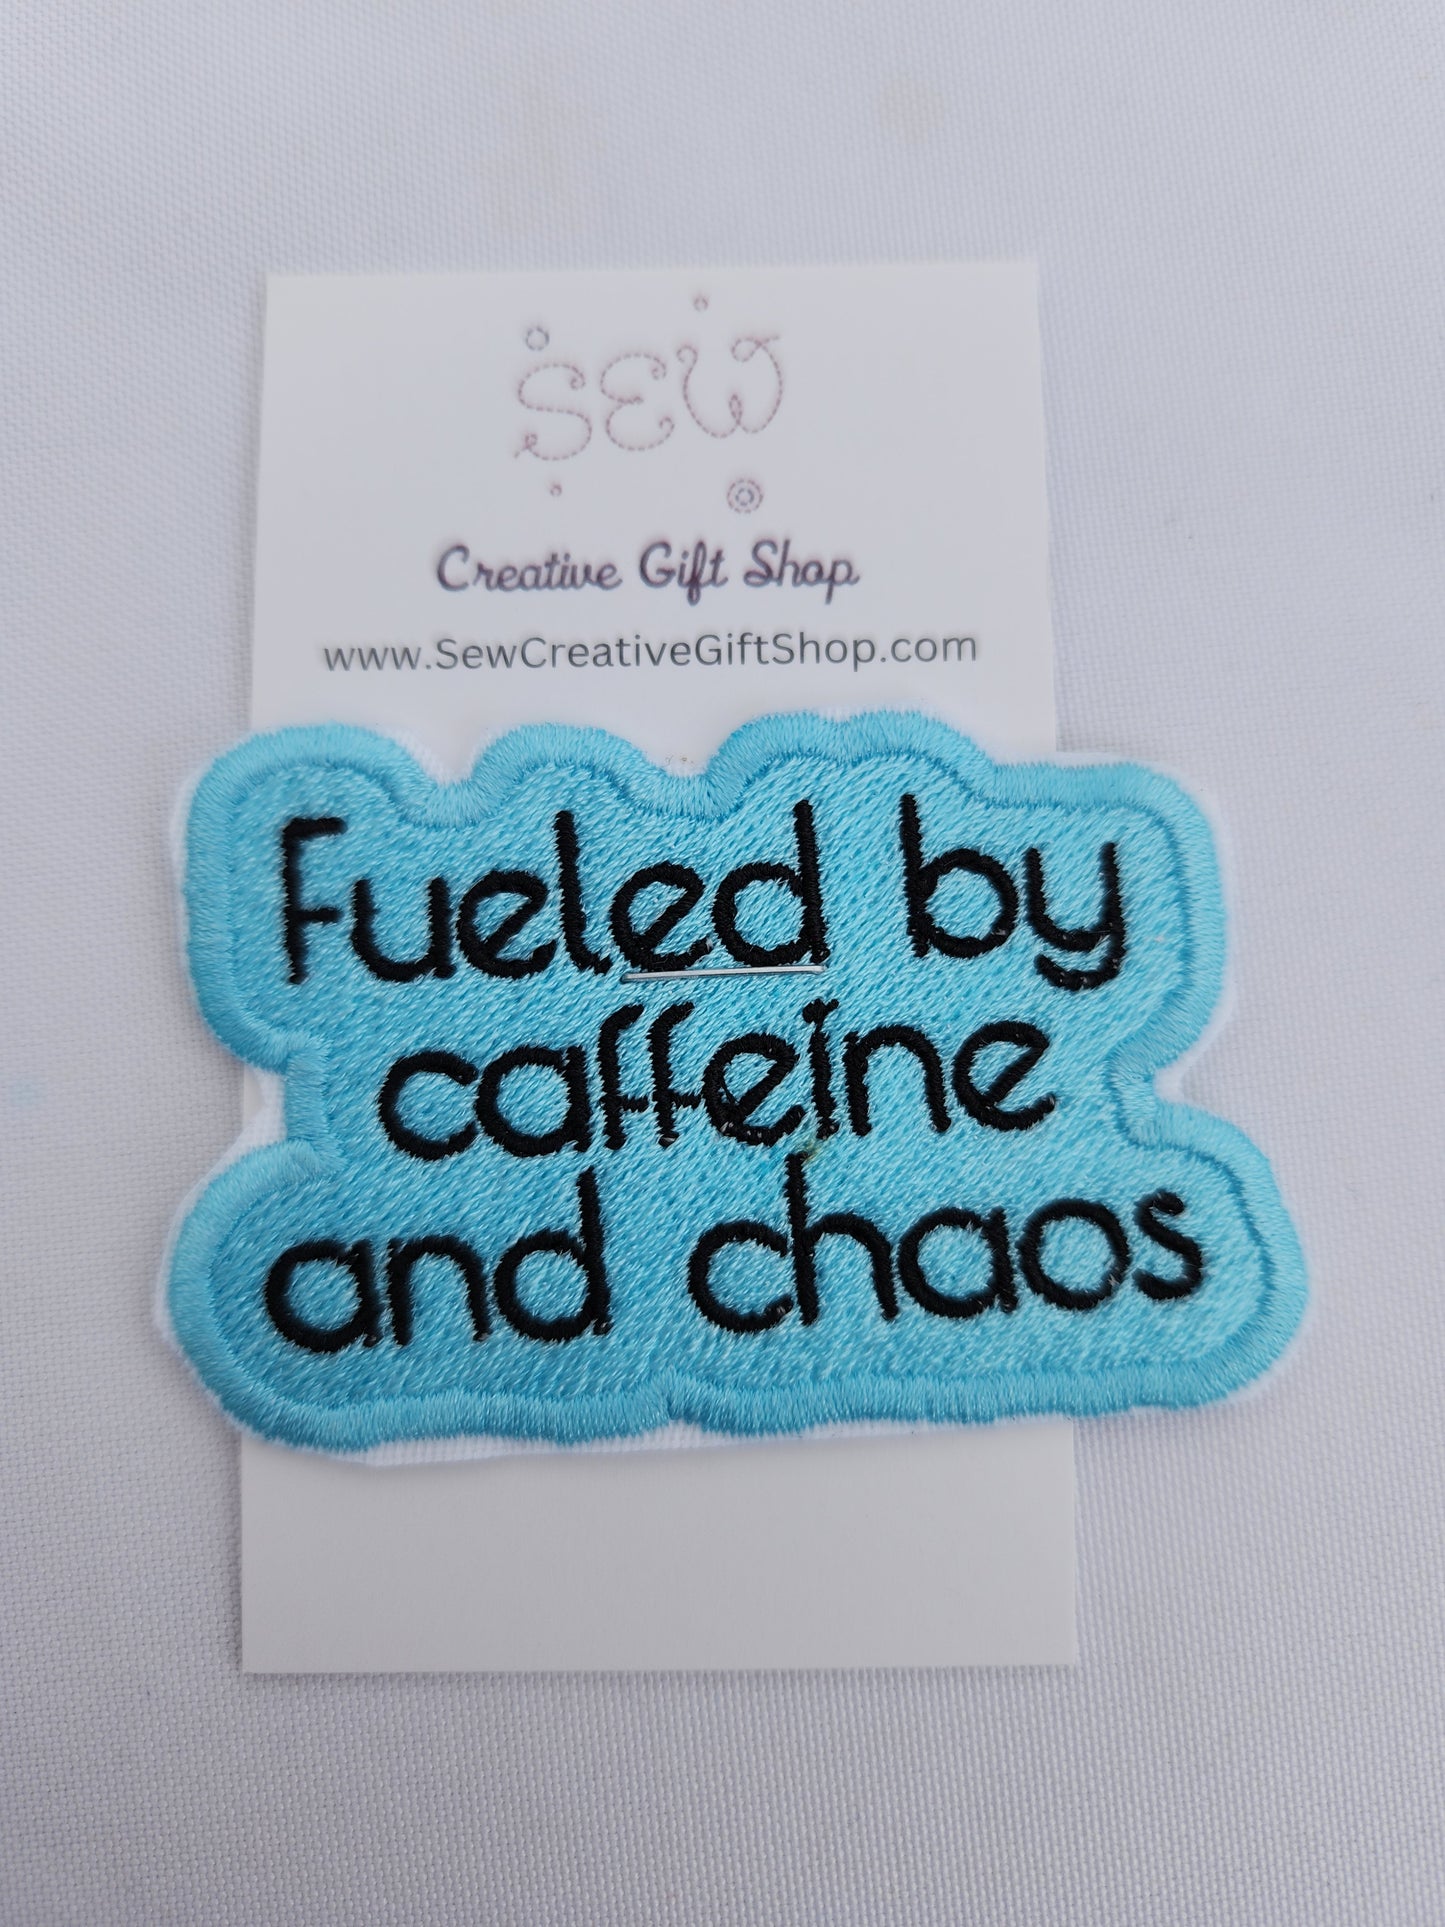 SEW
Creative Gift Shop
www.SewCreativeGiftShop.com
Fueled by
caffeine
and chaos